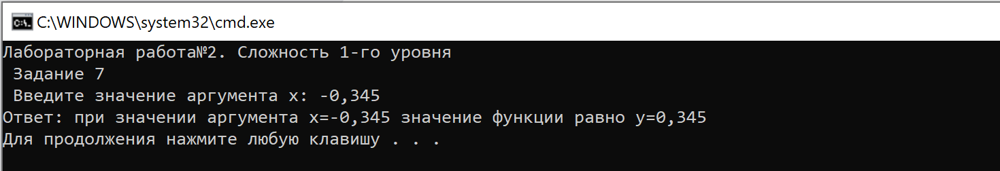 C:\WINDOWS\system32\cmd.exe
Лабораторная работа№2. Сложность 1-го уровня
Задание 7
Введите значение аргумента x: -0,345
Ответ: при значении аргумента x=-0,345 значение функции равно y=0,345
Для продолжения нажмите любую клавишу . . .